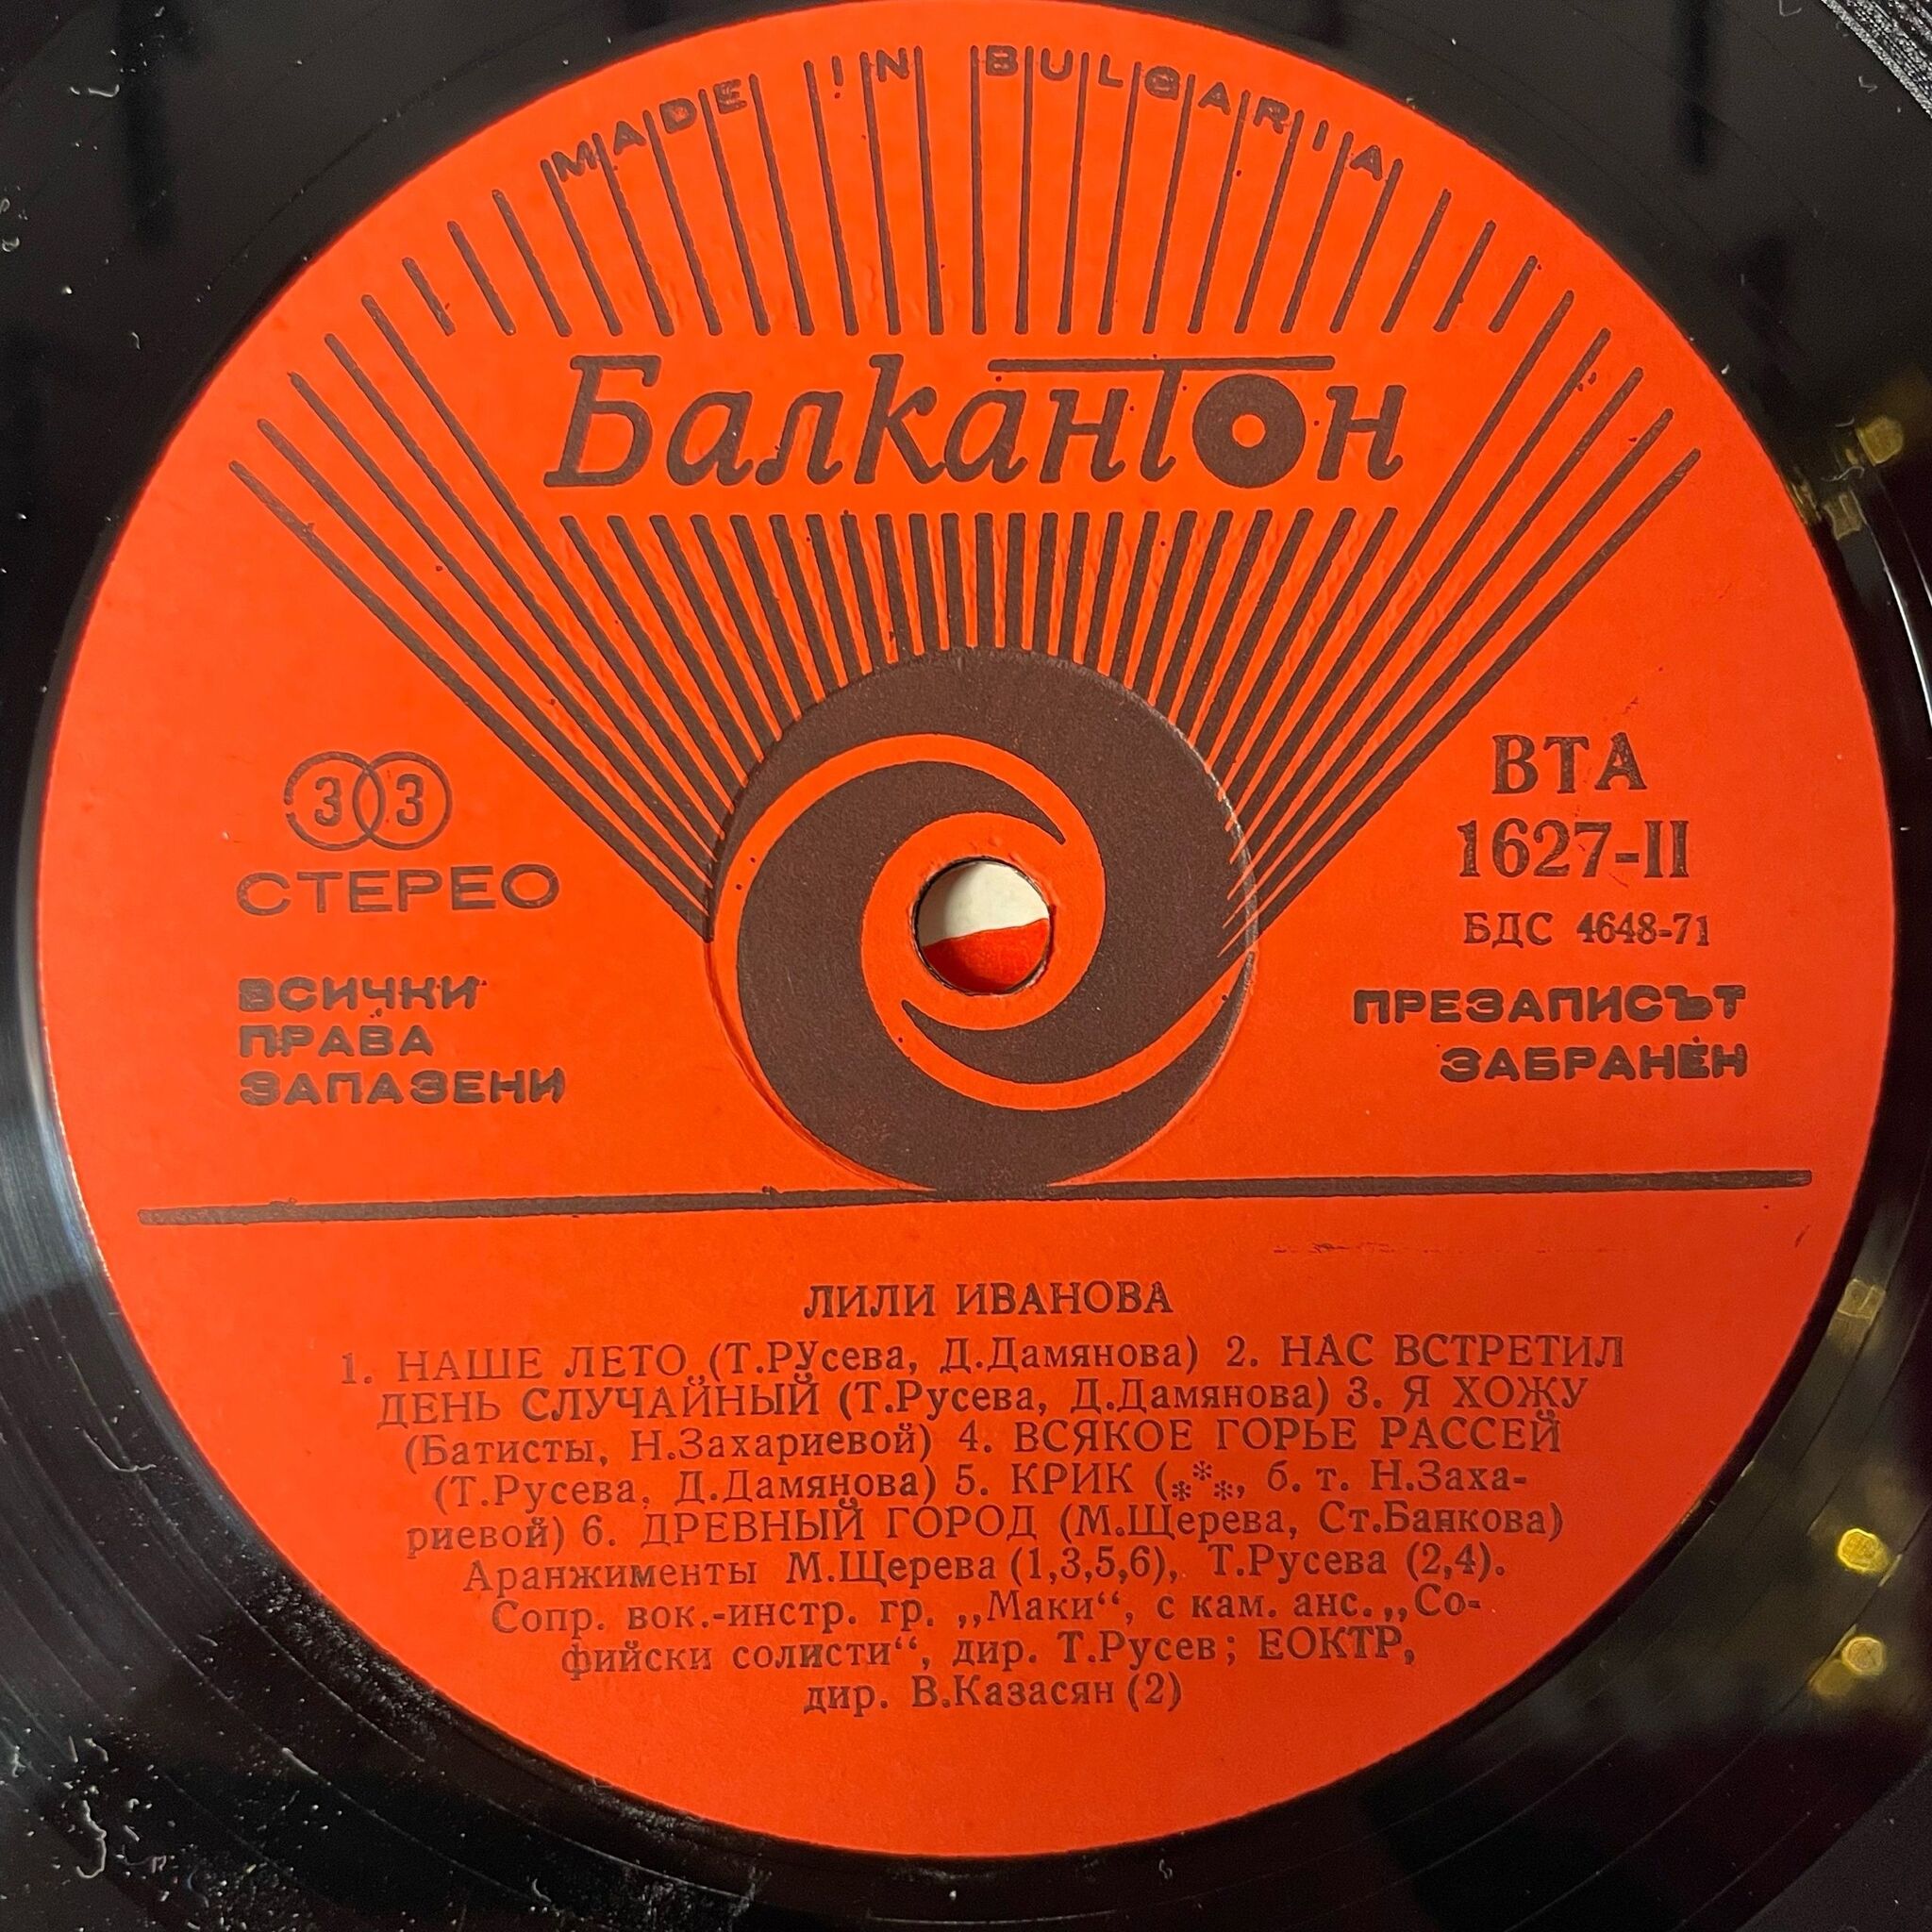 MADE IN BULGARIA
Балкантон
33
СТЕРЕО
ВСИЧКИ
ПРАВА
ЗАПАЗЕНИ
ВТА
1627-II
БДС 4648-71
ПРЕЗАПИСЪТ
ЗАБРАНЕН
ЛИЛИ ИВАНОВА
1. НАШЕ ЛЕТО (Т.РУсева, Д.Дамянова) 2. НАС ВСТРЕТИЛ
ДЕНЬ СЛУЧАЙНЫЙ (Т.Русева, Д.Дамянова) 3. Я ХОЖУ
(Батисты, Н.Захариевой) 4. ВСЯКОЕ ГОРЬЕ РАССЕЙ
(Т.Русева, Д.Дамянова) 5. КРИК (***, б. т. Н.Заха-
риевой) 6. ДРЕВНЫЙ ГОРОД (М.Щерева, Ст.Банкова)
Аранжименты М.Щерева (1,3,5,6), Т.Русева (2,4).
Сопр. вок.-инстр. гр. „Маки“, с кам. анс. „Со-
фийски солисти“, дир. Т.Русев; ЕОКТР,
дир. В.Казасян (2)